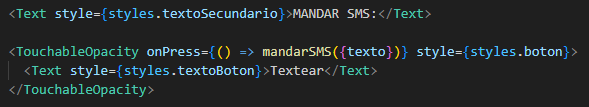 <Text style={styles.textoSecundario}>MANDAR SMS:</Text>
<TouchableOpacity onPress={() => mandarSMS({texto})} style={styles.boton}>
<Text style={styles.textoBoton}>Textear</Text>
</TouchableOpacity>